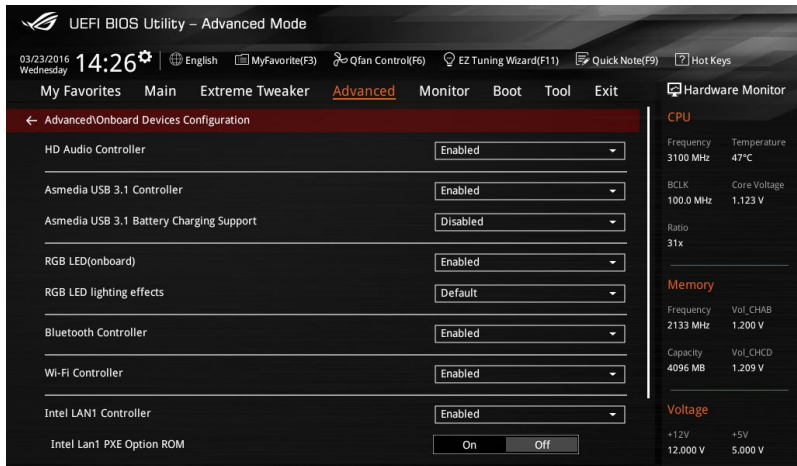 UEFI BIOS Utility – Advanced Mode
03/23/2016 Wednesday 14:26 English MyFavorite(F3) Qfan Control(F6) EZ Tuning Wizard(F11) Quick Note(F9) ? Hot Keys
My Favorites Main Extreme Tweaker Advanced Monitor Boot Tool Exit
Hardware Monitor
← Advanced\Onboard Devices Configuration
HD Audio Controller Enabled
Asmedia USB 3.1 Controller Enabled
Asmedia USB 3.1 Battery Charging Support Disabled
RGB LED(onboard) Enabled
RGB LED lighting effects Default
Bluetooth Controller Enabled
Wi-Fi Controller Enabled
Intel LAN1 Controller Enabled
Intel Lan1 PXE Option ROM On Off
CPU
Frequency Temperature
3100 MHz 47°C
BCLK Core Voltage
100.0 MHz 1.123 V
Ratio
31x
Memory
Frequency Vol_CHAB
2133 MHz 1.200 V
Capacity Vol_CHCD
4096 MB 1.209 V
Voltage
+12V +5V
12.000 V 5.000 V